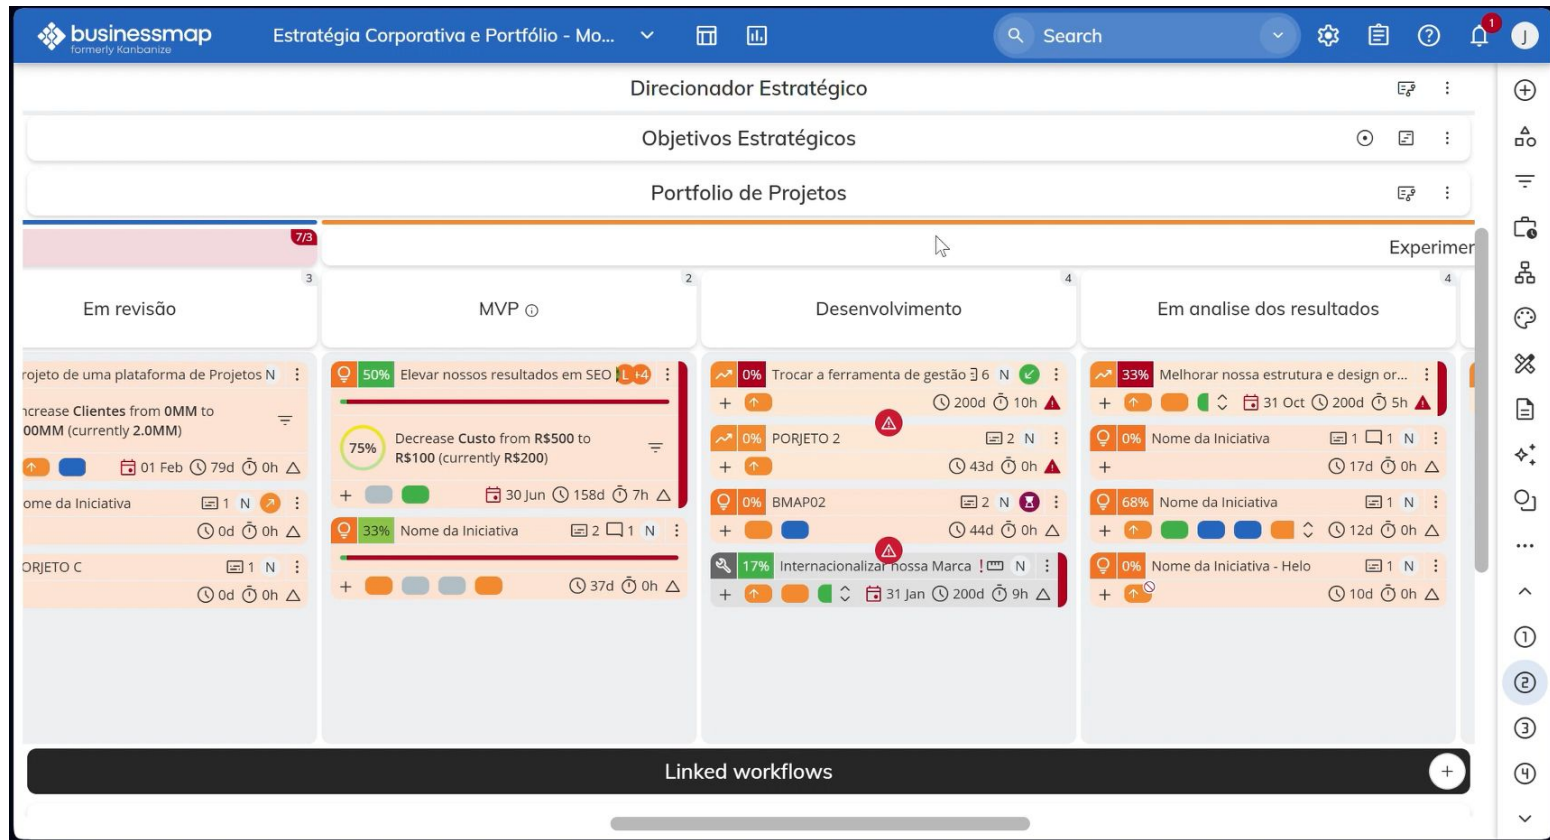 businessmap
formerly Kanbanize
Estratégia Corporativa e Portfólio - Mo...
Search
1
J
Direcionador Estratégico
Objetivos Estratégicos
Portfolio de Projetos
7/3
Experimer
3
Em revisão
2
MVP
4
Desenvolvimento
4
Em analise dos resultados
rojeto de uma plataforma de Projetos N
ncrease Clientes from 0MM to
00MM (currently 2.0MM)
01 Feb 79d 0h
ome da Iniciativa 1 N
0d 0h
ORJETO C 1 N
0d 0h
50% Elevar nossos resultados em SEO L +4
75%
Decrease Custo from R$500 to
R$100 (currently R$200)
+ 30 Jun 158d 7h
33% Nome da Iniciativa 2 1 N
+ 37d 0h
0% Trocar a ferramenta de gestão 6 N
+ 200d 10h
0% PORJETO 2 2 N
+ 43d 0h
0% BMAP02 2 N
+ 44d 0h
17% Internacionalizar nossa Marca ! N
+ 31 Jan 200d 9h
33% Melhorar nossa estrutura e design or...
+ 31 Oct 200d 5h
0% Nome da Iniciativa 1 1 N
+ 17d 0h
68% Nome da Iniciativa 1 N
+ 12d 0h
0% Nome da Iniciativa - Helo 1 N
+ 10d 0h
Linked workflows
+
1
2
3
4